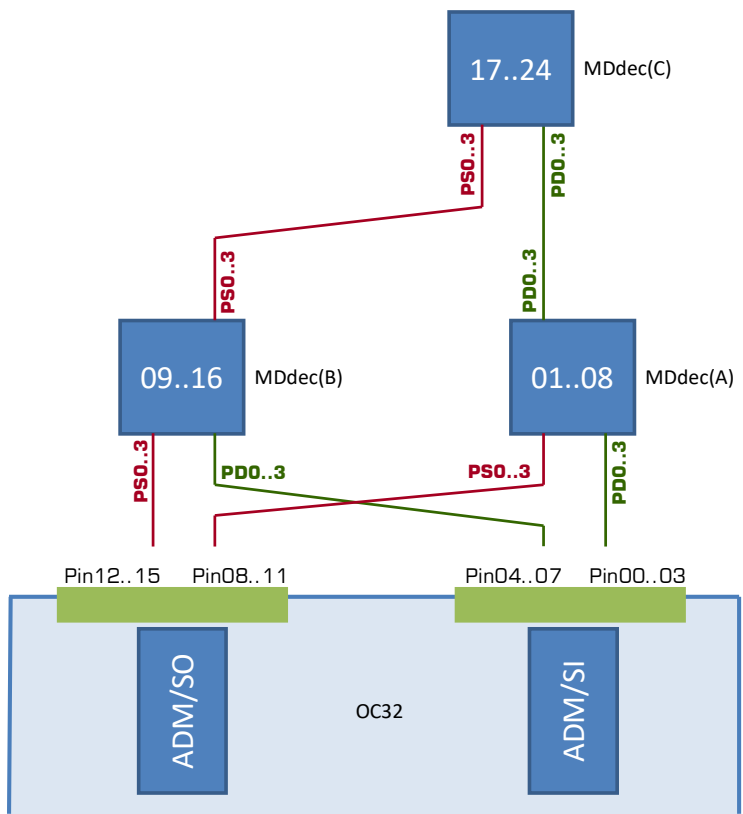 17..24
MDdec(C)
PS0..3
PD0..3
PS0..3
PD0..3
09..16
MDdec(B)
01..08
MDdec(A)
PS0..3
PD0..3
PS0..3
PD0..3
Pin12..15
Pin08..11
Pin04..07
Pin00..03
ADM/SO
OC32
ADM/SI